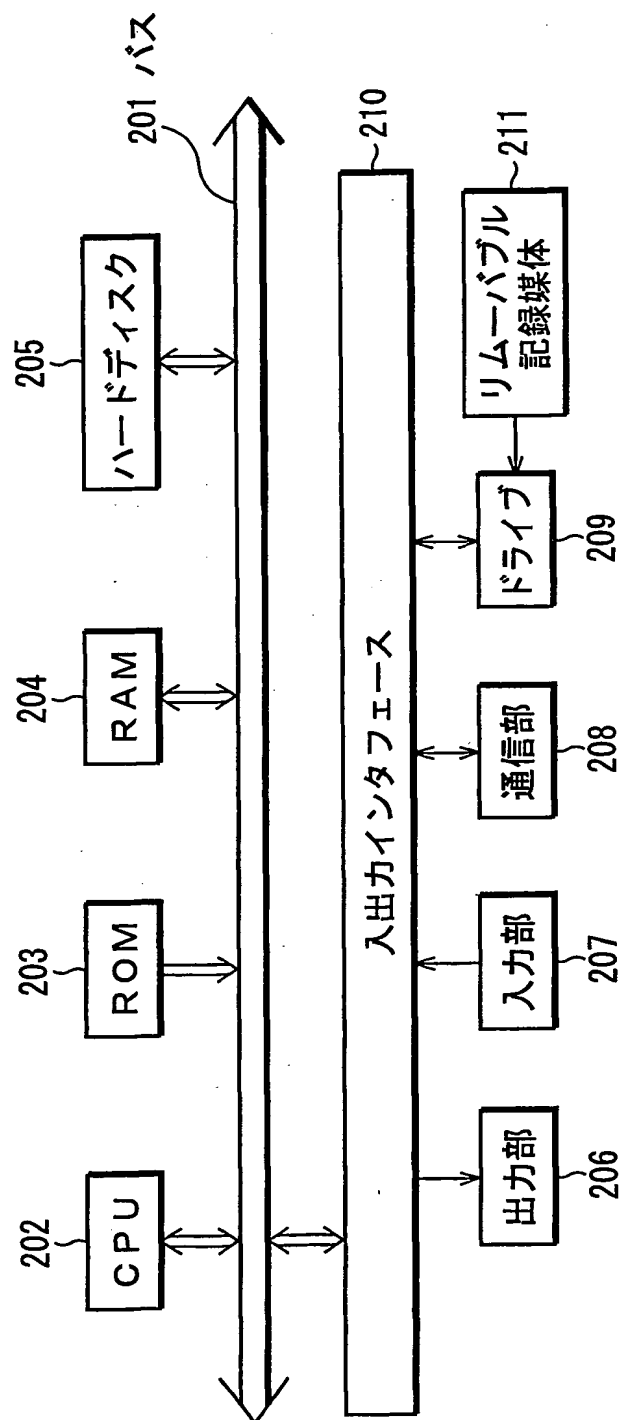 202
CPU
203
ROM
204
RAM
205
ハードディスク
201 バス
入出力インタフェース
210
出力部
206
入力部
207
通信部
208
ドライブ
209
リムーバブル
記録媒体
211